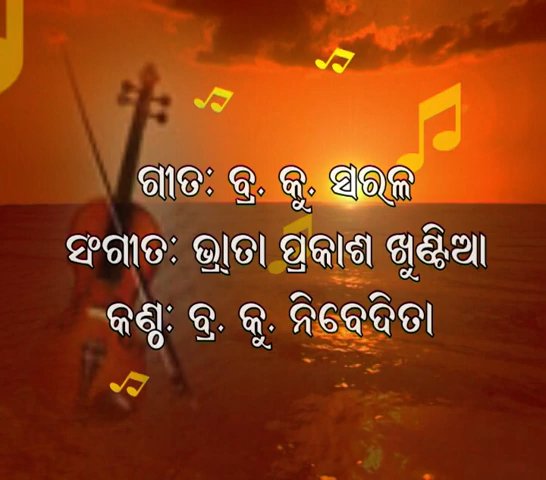 ଗୀତ: ବ୍ର. କୁ. ସରଳ
ସଂଗୀତ: ଭ୍ରାତା ପ୍ରକାଶ ଖୁଣ୍ଟିଆ
କଣ୍ଠ: ବ୍ର. କୁ. ନିବେଦିତା